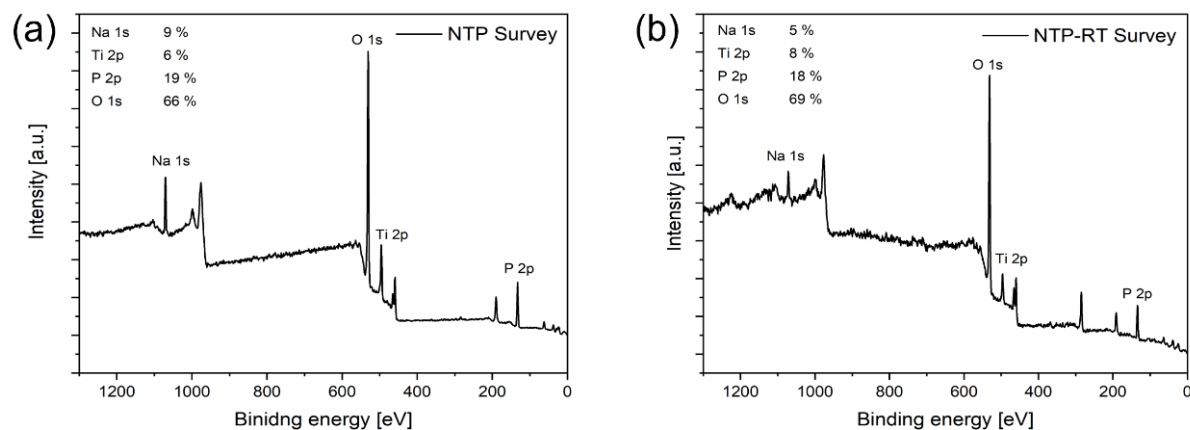 (a)
NTP Survey
Na 1s 9 %
Ti 2p 6 %
P 2p 19 %
O 1s 66 %
O 1s
Na 1s
Ti 2p
P 2p
Intensity [a.u.]
1200 1000 800 600 400 200 0
Binidng energy [eV]
(b)
NTP-RT Survey
Na 1s 5 %
Ti 2p 8 %
P 2p 18 %
O 1s 69 %
O 1s
Na 1s
Ti 2p
P 2p
Intensity [a.u.]
1200 1000 800 600 400 200 0
Binding energy [eV]